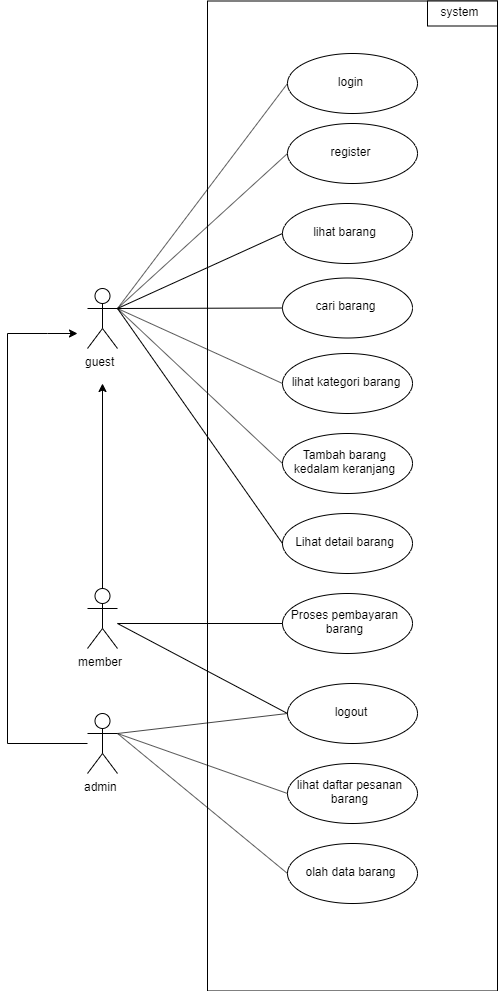 system
login
register
lihat barang
cari barang
guest
lihat kategori barang
Tambah barang
kedalam keranjang
Lihat detail barang
Proses pembayaran
barang
member
logout
admin
lihat daftar pesanan
barang
olah data barang